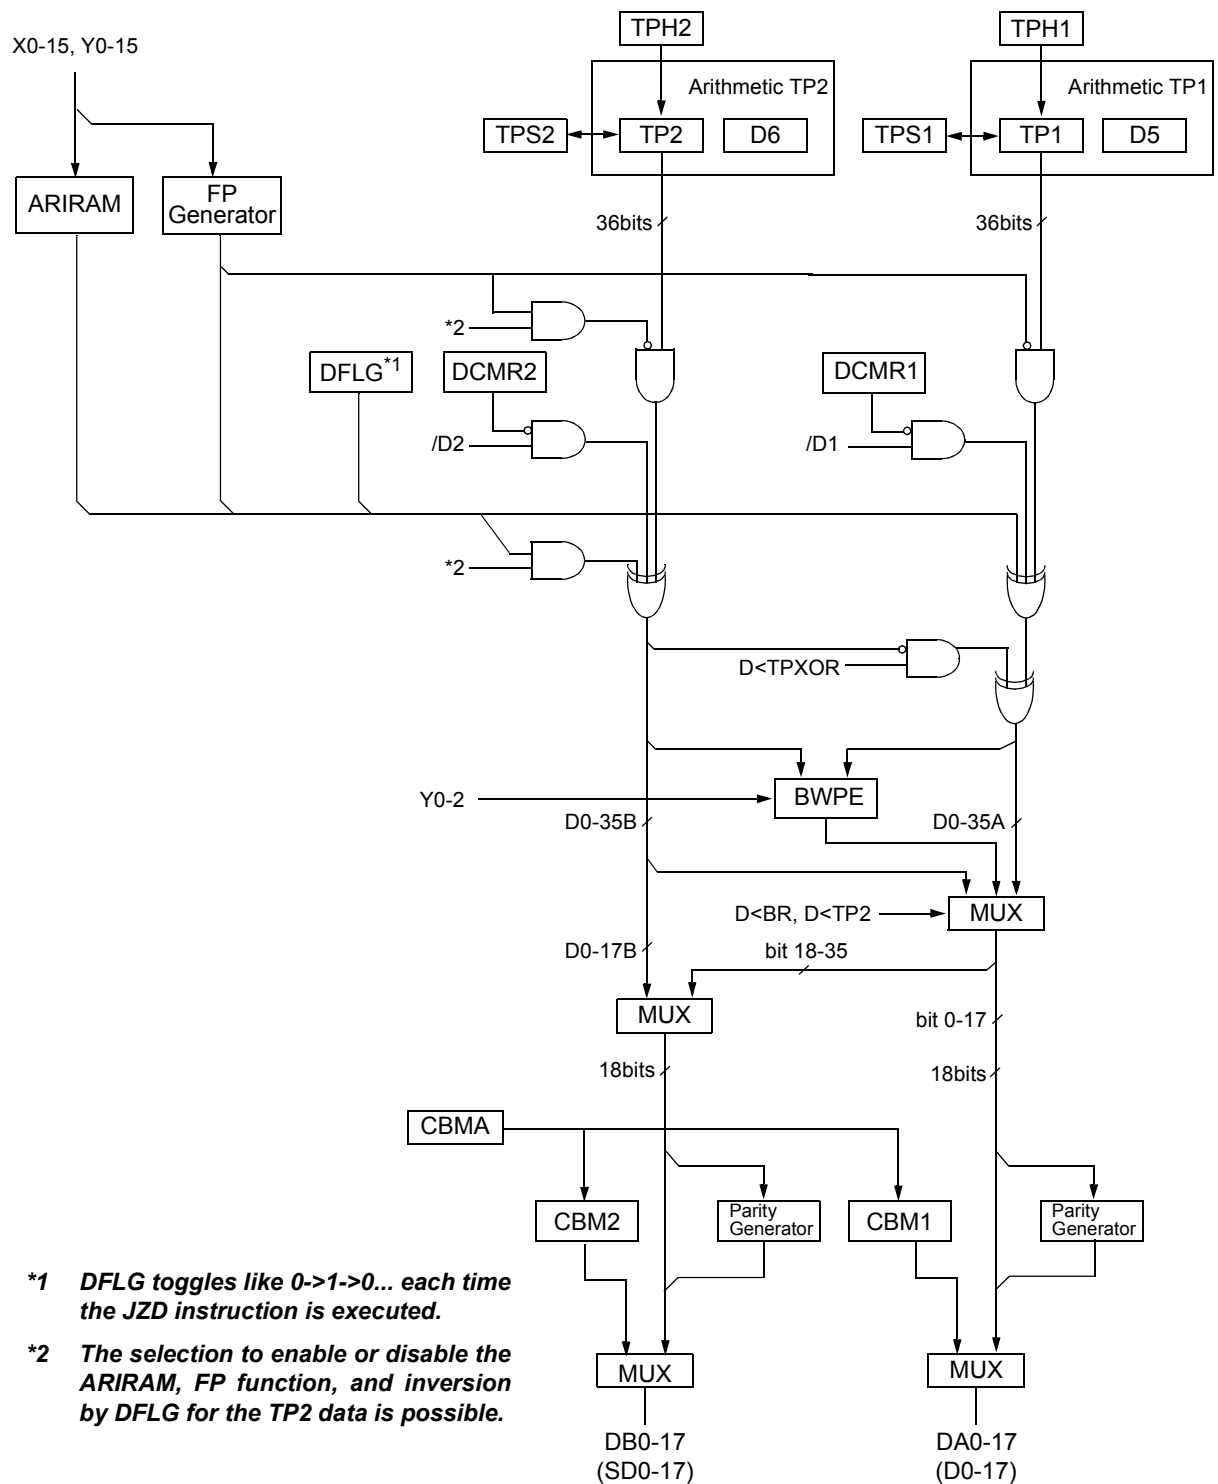 TPH2
TPH1
X0-15, Y0-15
Arithmetic TP2
Arithmetic TP1
TPS2
TP2
D6
TPS1
TP1
D5
ARIRAM
FP
Generator
36bits
36bits
*2
DFLG*1
DCMR2
DCMR1
/D2
/D1
*2
D<TPXOR
Y0-2
BWPE
D0-35B
D0-35A
D<BR, D<TP2
MUX
D0-17B
bit 18-35
MUX
bit 0-17
18bits
18bits
CBMA
CBM2
Parity
Generator
CBM1
Parity
Generator
*1 DFLG toggles like 0->1->0... each time
the JZD instruction is executed.
*2 The selection to enable or disable the
ARIRAM, FP function, and inversion
by DFLG for the TP2 data is possible.
MUX
MUX
DB0-17
(SD0-17)
DA0-17
(D0-17)